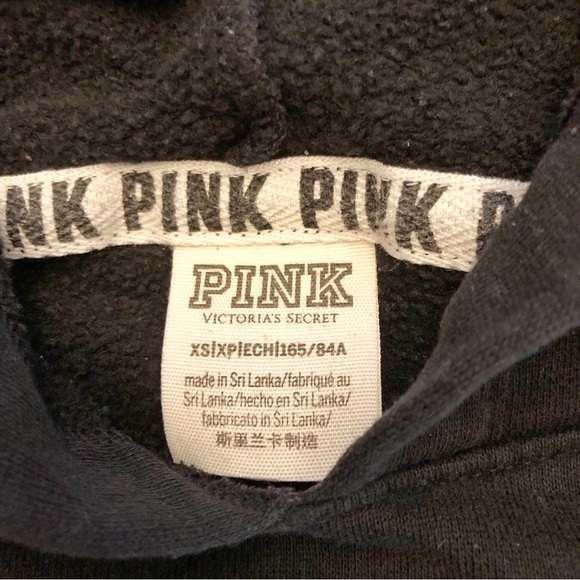 NK PINK PINK P
PINK
VICTORIA'S SECRET
XS|XP|ECH|165/84A
made in Sri Lanka/fabriqué au
Sri Lanka/hecho en Sri Lanka/
fabbricato in Sri Lanka/
斯里兰卡制造